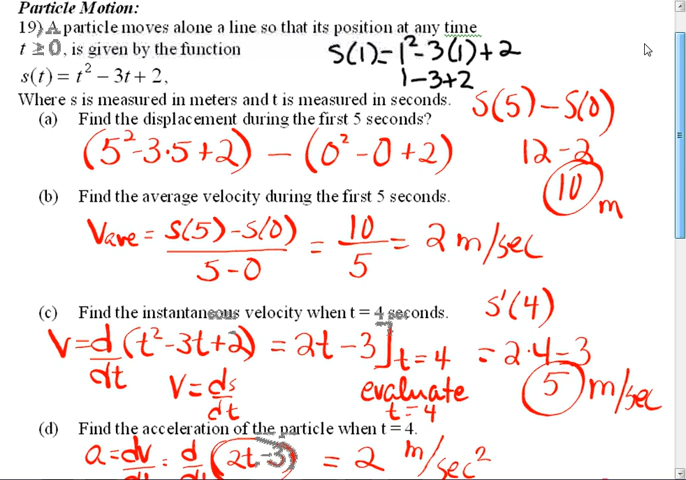 Particle Motion:
19) A particle moves alone a line so that its position at any time
t ≥ 0, is given by the function
S(1) = 1² - 3(1) + 2
s(t) = t² − 3t + 2,
1 - 3 + 2
Where s is measured in meters and t is measured in seconds.
S(5) - S(0)
(a) Find the displacement during the first 5 seconds?
(5² - 3·5 + 2) - (0² - 0 + 2)
12 - 2
10 m
(b) Find the average velocity during the first 5 seconds.
Vave = S(5) - S(0) / 5 - 0 = 10 / 5 = 2 m/sec
(c) Find the instantaneous velocity when t = 4 seconds.
S'(4)
V = d/dt (t² - 3t + 2) = 2t - 3]t = 4 = 2·4 - 3
V = ds/dt
evaluate
t = 4
5 m/sec
(d) Find the acceleration of the particle when t = 4.
a = dv/dt = d/dt (2t - 3) = 2 m/sec²